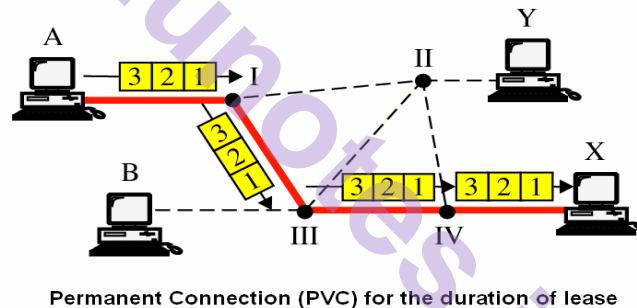 Y
A
II
3 2 1
I
3 2 1
B
X
3 2 1
3 2 1
III
IV
Permanent Connection (PVC) for the duration of lease